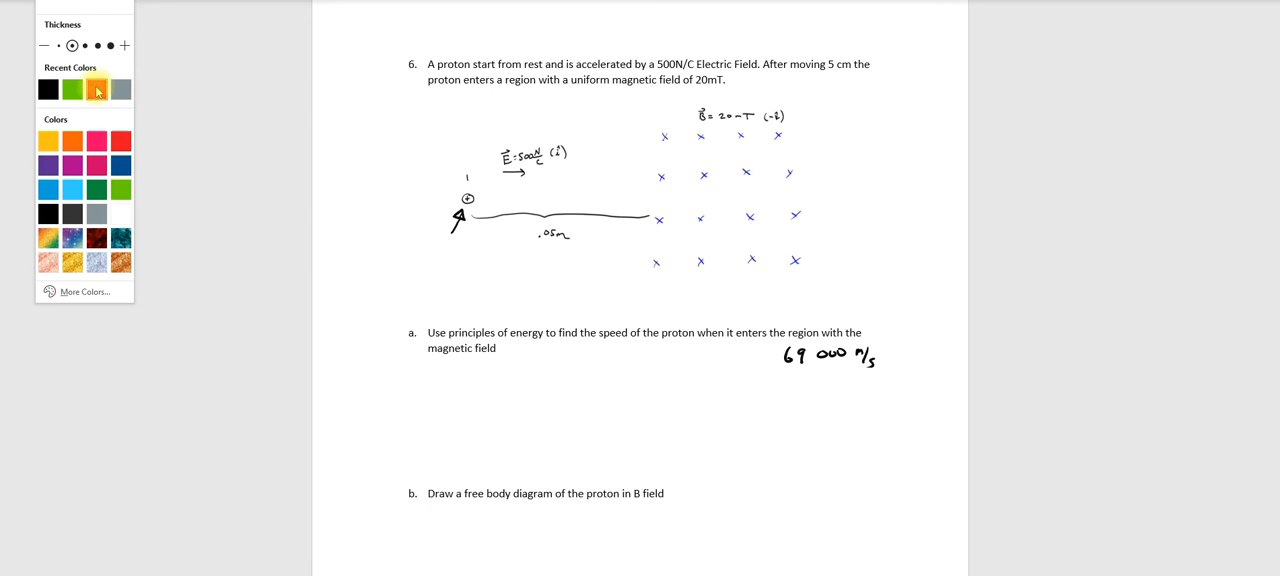 Thickness
Recent Colors
Colors
More Colors...
6. A proton start from rest and is accelerated by a 500N/C Electric Field. After moving 5 cm the
proton enters a region with a uniform magnetic field of 20mT.
B = 20 mT (-k̂)
E = 500 N/C (î)
.05m
a. Use principles of energy to find the speed of the proton when it enters the region with the
magnetic field
69 000 m/s
b. Draw a free body diagram of the proton in B field